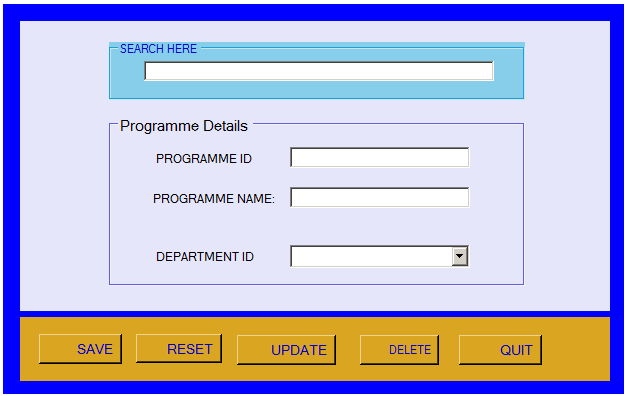 SEARCH HERE
Programme Details
PROGRAMME ID
PROGRAMME NAME:
DEPARTMENT ID
SAVE RESET UPDATE DELETE QUIT